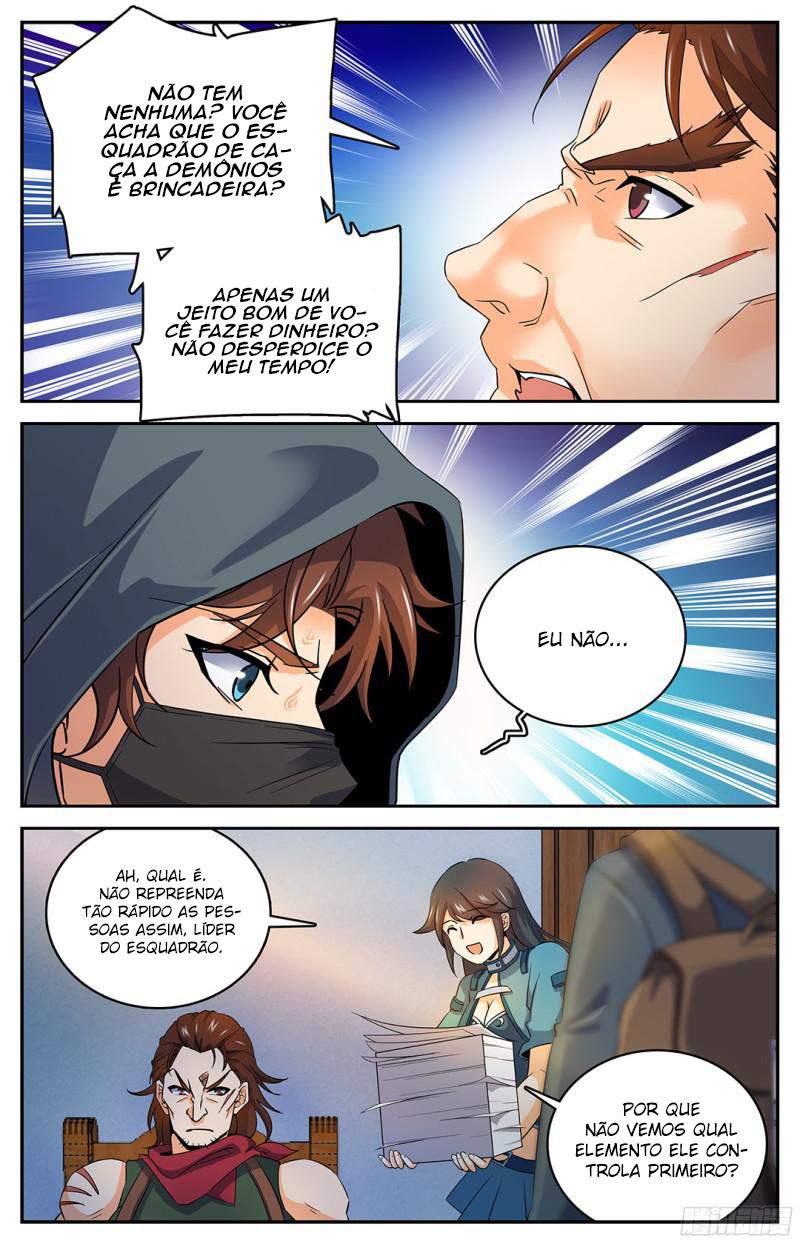 NÃO TEM
NENHUMA? VOCÊ
ACHA QUE O ES-
QUADRÃO DE CA-
ÇA A DEMÔNIOS
É BRINCADEIRA?
APENAS UM
JEITO BOM DE VO-
CÊ FAZER DINHEIRO?
NÃO DESPERDICE O
MEU TEMPO!
EU NÃO...
AH, QUAL É.
NÃO REPREENDA
TÃO RÁPIDO AS PES-
SOAS ASSIM, LÍDER
DO ESQUADRÃO.
POR QUE
NÃO VEMOS QUAL
ELEMENTO ELE CON-
TROLA PRIMEIRO?